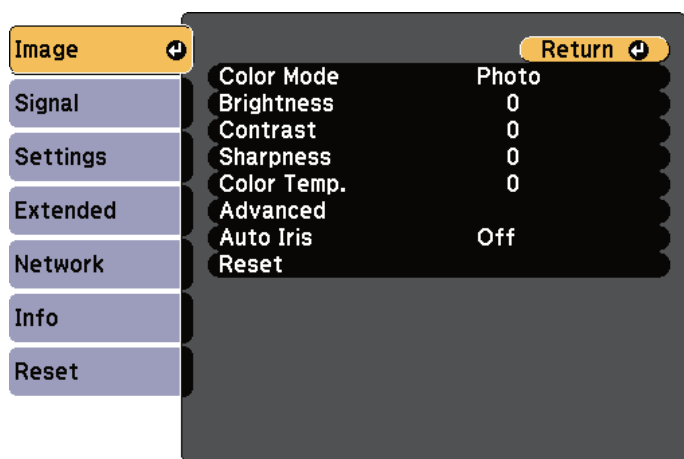 Image
Signal
Settings
Extended
Network
Info
Reset
Return
Color Mode Photo
Brightness 0
Contrast 0
Sharpness 0
Color Temp. 0
Advanced
Auto Iris Off
Reset